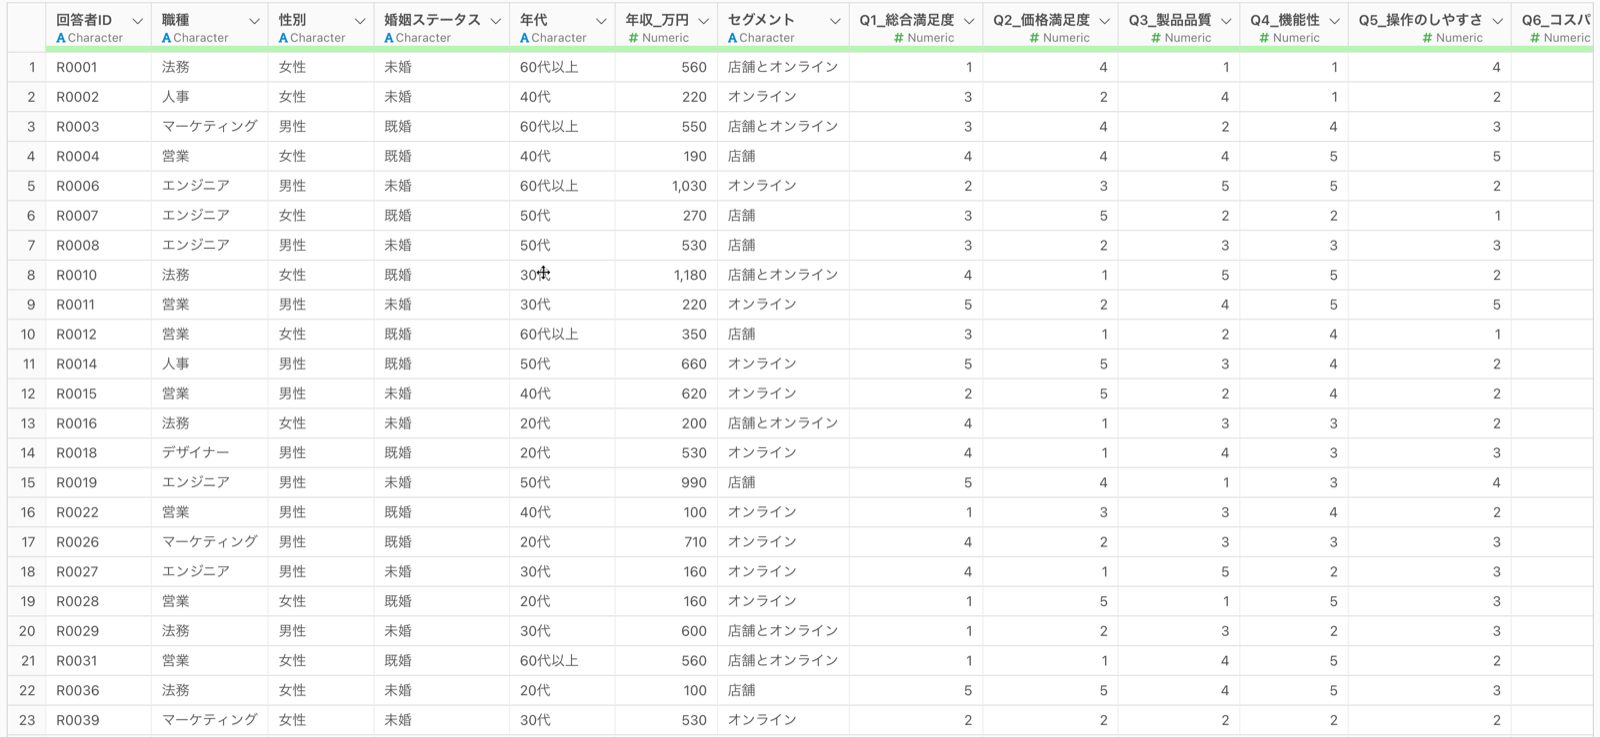 回答者ID 職種 性別 婚姻ステータス 年代 年収_万円 セグメント Q1_総合満足度 Q2_価格満足度 Q3_製品品質 Q4_機能性 Q5_操作のしやすさ Q6_コスパ
A Character A Character A Character A Character A Character # Numeric A Character # Numeric # Numeric # Numeric # Numeric # Numeric # Numeric
1 R0001 法務 女性 未婚 60代以上 560 店舗とオンライン 1 4 1 1 4
2 R0002 人事 女性 未婚 40代 220 オンライン 3 2 4 1 2
3 R0003 マーケティング 男性 既婚 60代以上 550 店舗とオンライン 3 4 2 4 3
4 R0004 営業 女性 既婚 40代 190 店舗 4 4 4 5 5
5 R0006 エンジニア 男性 未婚 60代以上 1,030 オンライン 2 3 5 5 2
6 R0007 エンジニア 女性 既婚 50代 270 店舗 3 5 2 2 1
7 R0008 エンジニア 男性 未婚 50代 530 店舗 3 2 3 3 3
8 R0010 法務 女性 既婚 30代 1,180 店舗とオンライン 4 1 5 5 2
9 R0011 営業 男性 未婚 30代 220 オンライン 5 2 4 5 5
10 R0012 営業 女性 既婚 60代以上 350 店舗 3 1 2 4 1
11 R0014 人事 男性 既婚 50代 660 オンライン 5 5 3 4 2
12 R0015 営業 男性 未婚 40代 620 オンライン 2 5 2 4 2
13 R0016 法務 女性 未婚 20代 200 店舗とオンライン 4 1 3 3 2
14 R0018 デザイナー 男性 既婚 20代 530 オンライン 4 1 4 3 3
15 R0019 エンジニア 男性 未婚 50代 990 店舗 5 4 1 3 4
16 R0022 営業 男性 既婚 40代 100 オンライン 1 3 3 4 2
17 R0026 マーケティング 男性 既婚 20代 710 オンライン 4 2 3 3 3
18 R0027 エンジニア 男性 未婚 30代 160 オンライン 4 1 5 2 3
19 R0028 営業 女性 既婚 20代 160 オンライン 1 5 1 5 3
20 R0029 法務 男性 未婚 30代 600 店舗とオンライン 1 2 3 2 3
21 R0031 営業 女性 既婚 60代以上 560 店舗とオンライン 1 1 4 5 2
22 R0036 法務 女性 未婚 20代 100 店舗 5 5 4 5 3
23 R0039 マーケティング 女性 未婚 30代 530 オンライン 2 2 2 2 2